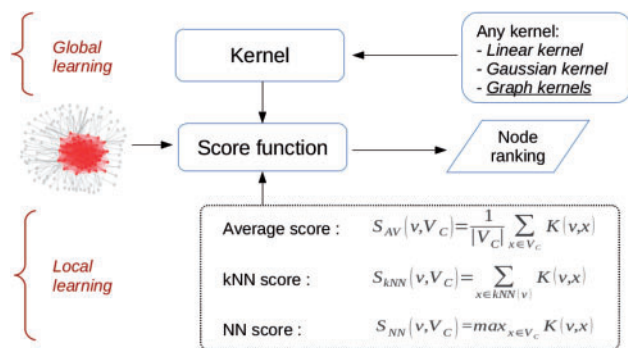 Global
learning
Kernel
Any kernel:
- Linear kernel
- Gaussian kernel
- Graph kernels
Score function
Node
ranking
Local
learning
Average score : S_AV(v,V_C)=1/|V_C| ∑_{x∈V_C} K(v,x)
kNN score : S_kNN(v,V_C)=∑_{x∈kNN(v)} K(v,x)
NN score : S_NN(v,V_C)=max_{x∈V_C} K(v,x)